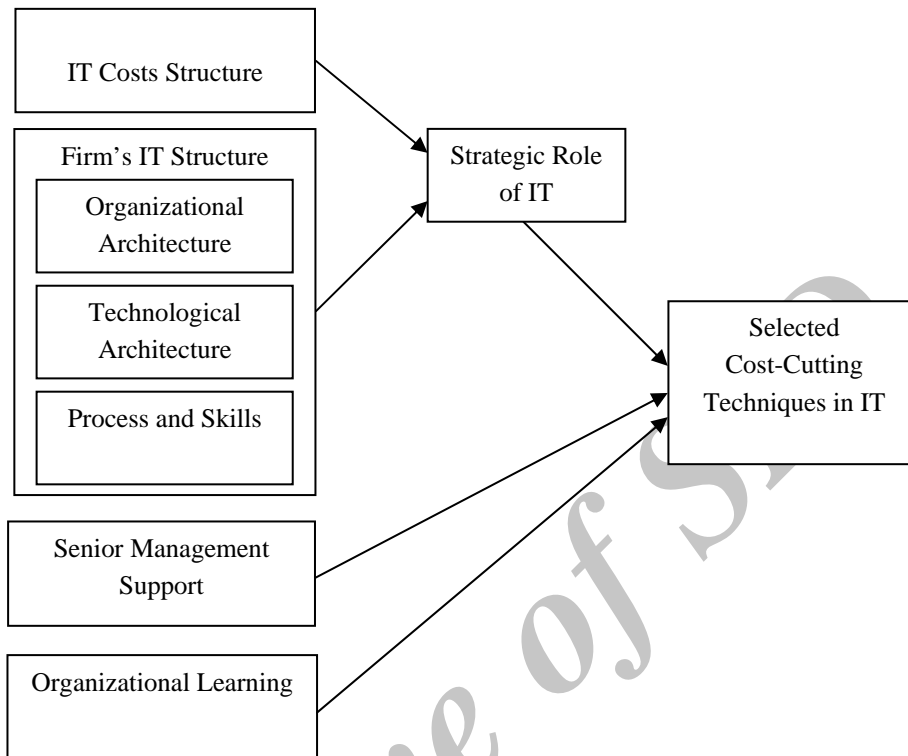 IT Costs Structure
Firm's IT Structure
Organizational
Architecture
Technological
Architecture
Process and Skills
Senior Management
Support
Organizational Learning
Strategic Role
of IT
Selected
Cost-Cutting
Techniques in IT
of